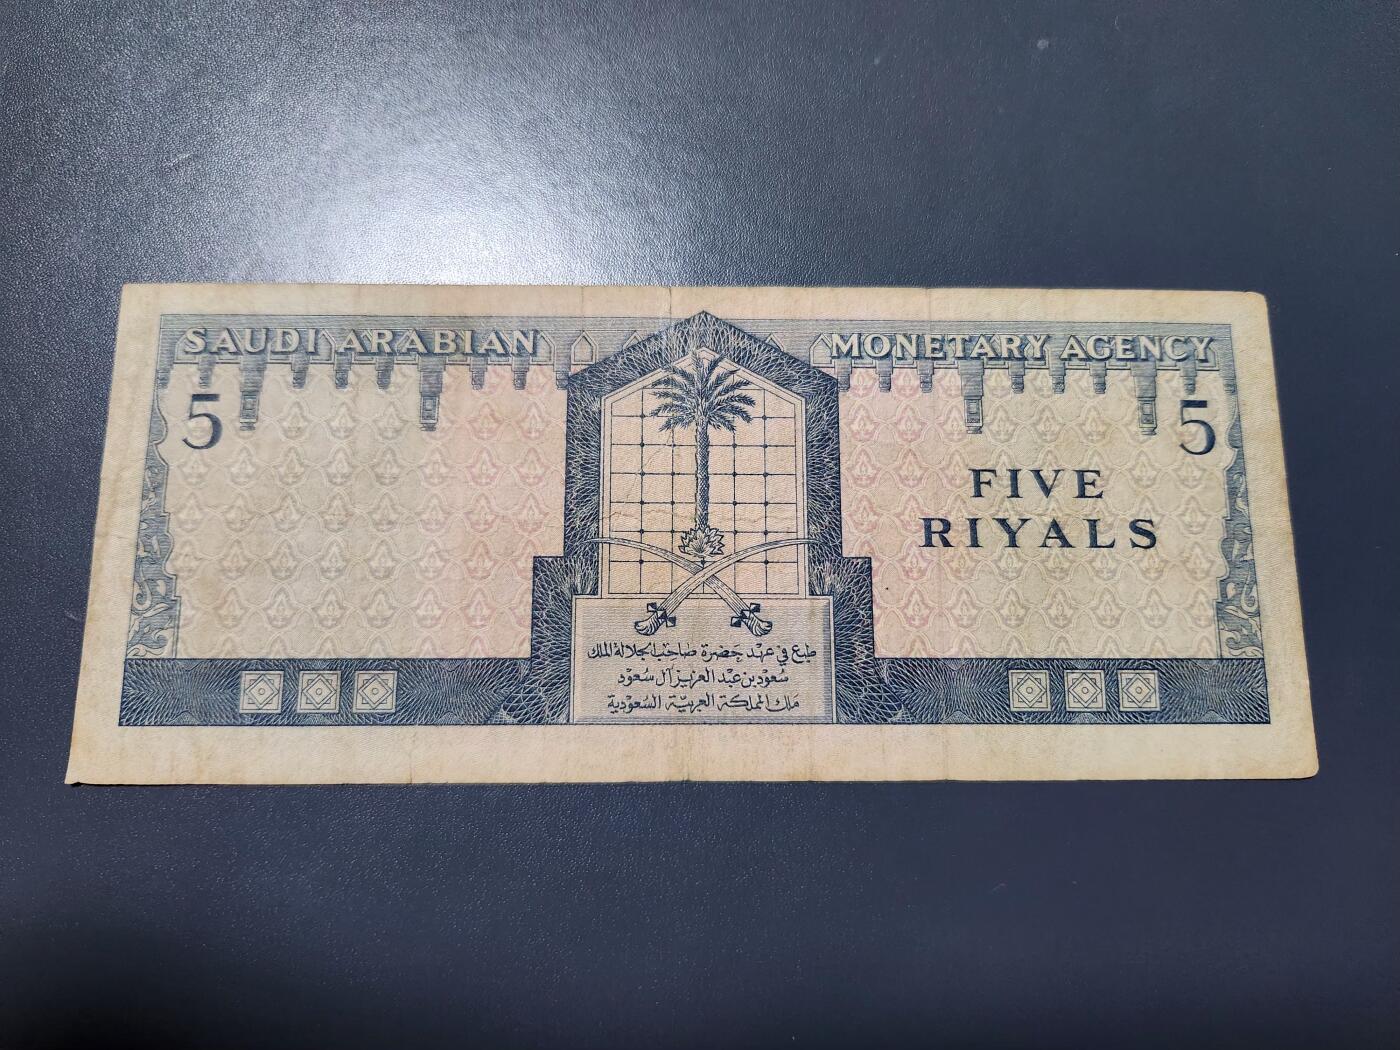 SAUDI ARABIAN MONETARY AGENCY
5 5
FIVE
RIYALS
طبع في عهد حضرة صاحب الجلالة الملك
سعود بن عبد العزيز آل سعود
ملك المملكة العربية السعودية